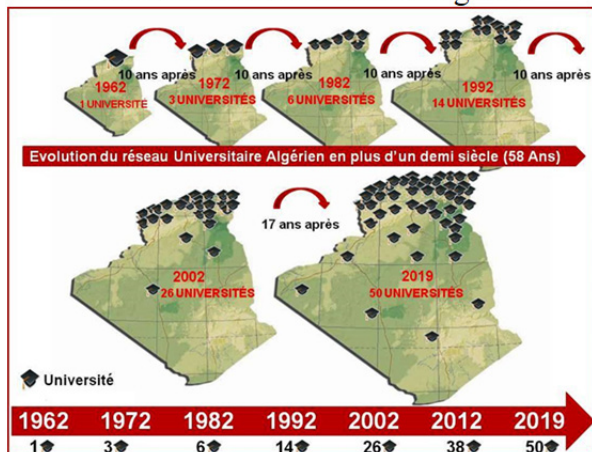 10 ans après
10 ans après
10 ans après
10 ans après
1962
1 UNIVERSITÉ
1972
3 UNIVERSITÉS
1982
6 UNIVERSITÉS
1992
14 UNIVERSITÉS
Evolution du réseau Universitaire Algérien en plus d'un demi siècle (58 Ans)
17 ans après
2002
26 UNIVERSITÉS
2019
50 UNIVERSITÉS
Université
1962 1972 1982 1992 2002 2012 2019
1 3 6 14 26 38 50